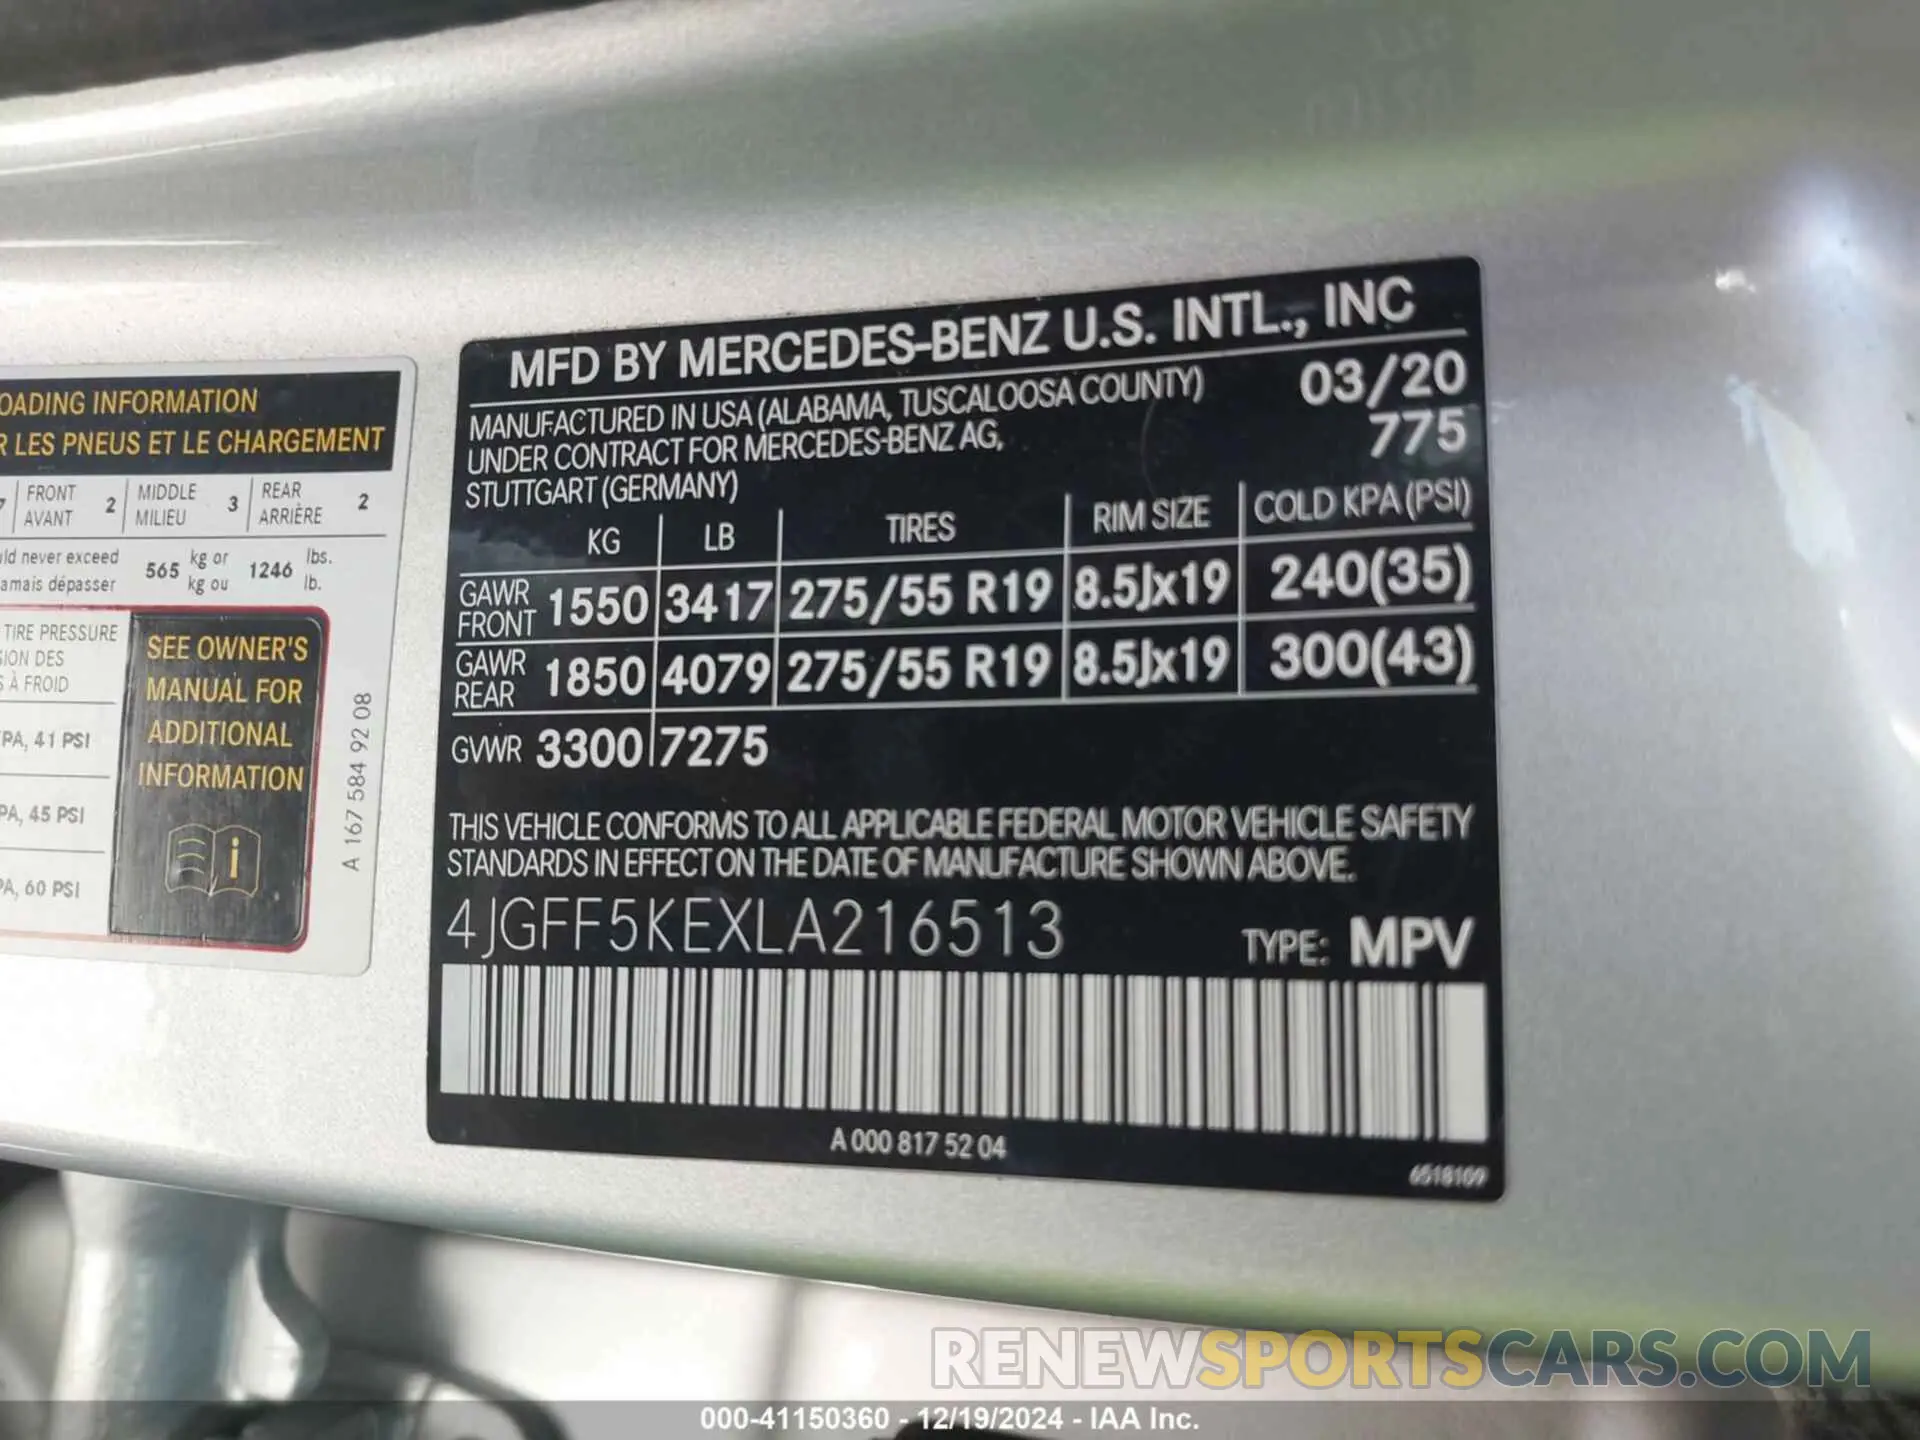 OADING INFORMATION
R LES PNEUS ET LE CHARGEMENT
FRONT 2 MIDDLE 3 REAR 2
AVANT MILIEU ARRIÈRE
uld never exceed 565 kg or 1246 lbs.
amais dépasser kg ou lb.
TIRE PRESSURE
SION DES
S À FROID
PA, 41 PSI
PA, 45 PSI
PA, 60 PSI
SEE OWNER'S
MANUAL FOR
ADDITIONAL
INFORMATION
i
A 167 584 92 08
MFD BY MERCEDES-BENZ U.S. INTL., INC
MANUFACTURED IN USA (ALABAMA, TUSCALOOSA COUNTY) 03/20
UNDER CONTRACT FOR MERCEDES-BENZ AG, 775
STUTTGART (GERMANY)
KG LB TIRES RIM SIZE COLD KPA (PSI)
GAWR FRONT 1550 3417 275/55 R19 8.5Jx19 240(35)
GAWR REAR 1850 4079 275/55 R19 8.5Jx19 300(43)
GVWR 3300 7275
THIS VEHICLE CONFORMS TO ALL APPLICABLE FEDERAL MOTOR VEHICLE SAFETY
STANDARDS IN EFFECT ON THE DATE OF MANUFACTURE SHOWN ABOVE.
4JGFF5KEXLA216513 TYPE: MPV
A 000 817 52 04
6518109
RENEWSPORTSCARS.COM
000-41150360 - 12/19/2024 - IAA Inc.